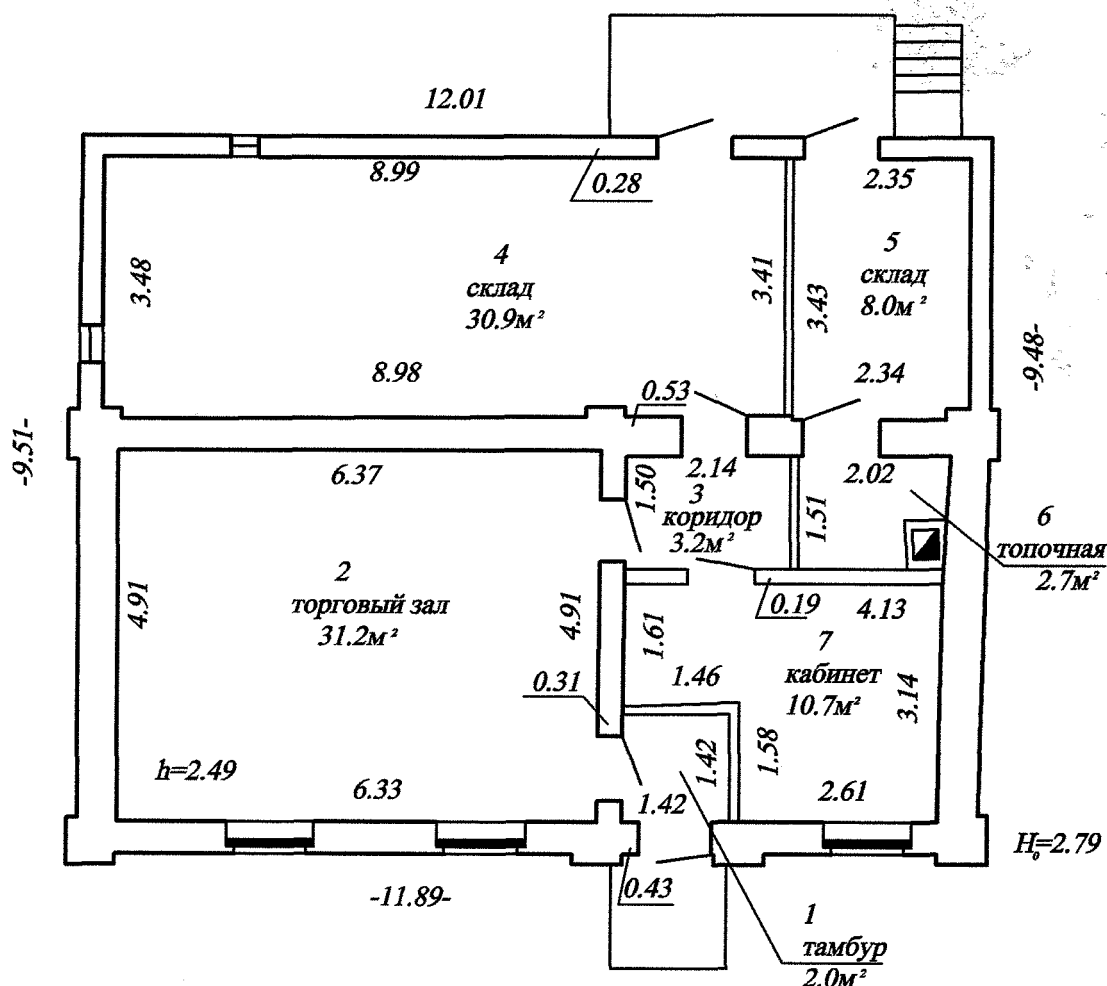 12.01
8.99
0.28
2.35
4
склад
30.9м²
3.48
3.41
3.43
5
склад
8.0м²
-9.48-
8.98
0.53
2.34
-9.51-
6.37
1.50
2.14
3
коридор
3.2м²
1.51
2.02
6
топочная
2.7м²
2
торговый зал
31.2м²
4.91
4.91
1.61
0.19
4.13
7
кабинет
10.7м²
1.46
3.14
0.31
1.42
1.58
h=2.49
6.33
1.42
2.61
H₀=2.79
-11.89-
0.43
1
тамбур
2.0м²